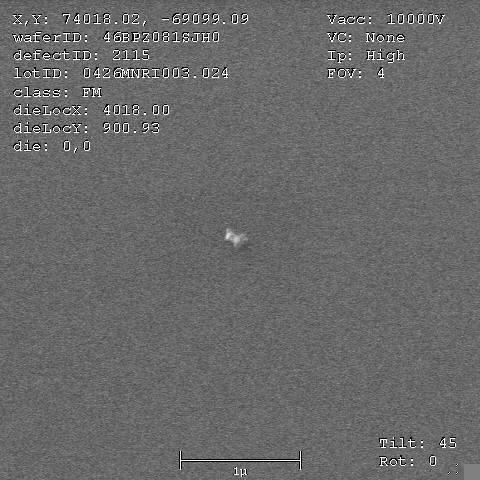 X,Y: 74018.02, -69099.09
waferID: 46BPZ081SJH0
defectID: 2115
lotID: 0426MNRI003.024
class: FM
dieLocX: 4018.00
dieLocY: 900.93
die: 0,0
Vacc: 10000V
VC: None
Ip: High
FOV: 4
Tilt: 45
Rot: 0
1µ